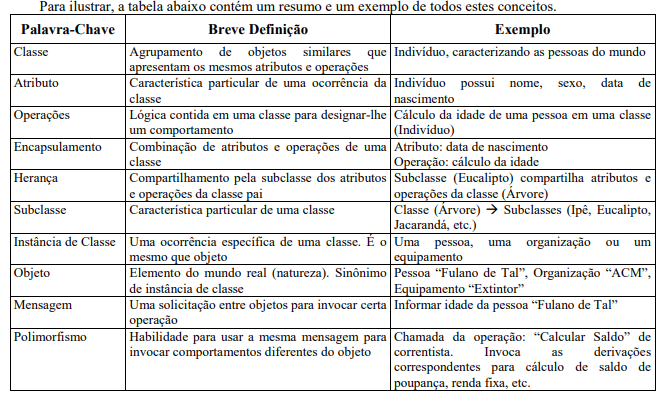 Para ilustrar, a tabela abaixo contém um resumo e um exemplo de todos estes conceitos.
Palavra-Chave Breve Definição Exemplo
Classe Agrupamento de objetos similares que Indivíduo, caracterizando as pessoas do mundo
apresentam os mesmos atributos e operações
Atributo Característica particular de uma ocorrência da Indivíduo possui nome, sexo, data de
classe nascimento
Operações Lógica contida em uma classe para designar-lhe Cálculo da idade de uma pessoa em uma classe
um comportamento (Indivíduo)
Encapsulamento Combinação de atributos e operações de uma Atributo: data de nascimento
classe Operação: cálculo da idade
Herança Compartilhamento pela subclasse dos atributos Subclasse (Eucalipto) compartilha atributos e
e operações da classe pai operações da classe (Árvore)
Subclasse Característica particular de uma classe Classe (Árvore) → Subclasses (Ipê, Eucalipto,
Jacarandá, etc.)
Instância de Classe Uma ocorrência específica de uma classe. É o Uma pessoa, uma organização ou um
mesmo que objeto equipamento
Objeto Elemento do mundo real (natureza). Sinônimo Pessoa “Fulano de Tal”, Organização “ACM”,
de instância de classe Equipamento “Extintor”
Mensagem Uma solicitação entre objetos para invocar certa Informar idade da pessoa “Fulano de Tal”
operação
Polimorfismo Habilidade para usar a mesma mensagem para Chamada da operação: “Calcular Saldo” de
invocar comportamentos diferentes do objeto correntista. Invoca as derivações
correspondentes para cálculo de saldo de
poupança, renda fixa, etc.